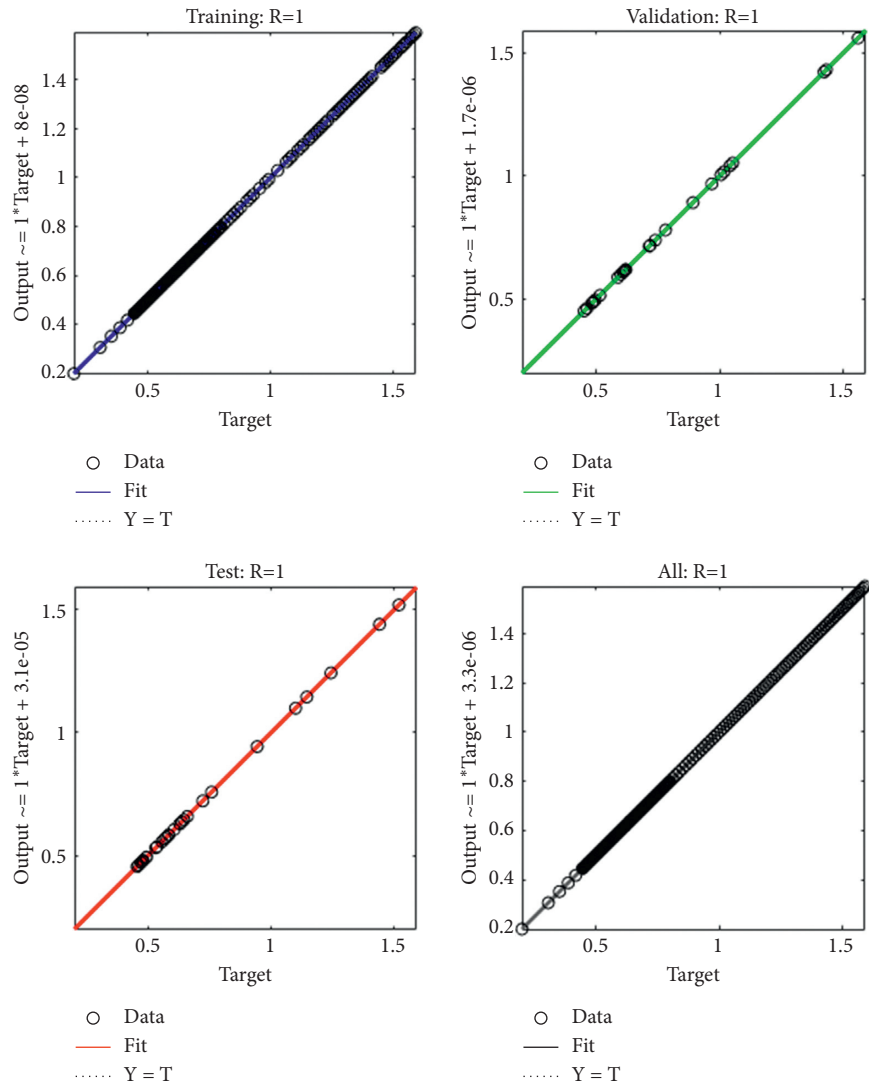 Training: R=1
Output ~= 1*Target + 8e-08
1.4
1.2
1
0.8
0.6
0.4
0.2
0.5
1
1.5
Target
Data
Fit
Y = T
Validation: R=1
Output ~= 1*Target + 1.7e-06
1.5
1
0.5
0.5
1
1.5
Target
Data
Fit
Y = T
Test: R=1
Output ~= 1*Target + 3.1e-05
1.5
1
0.5
0.5
1
1.5
Target
Data
Fit
Y = T
All: R=1
Output ~= 1*Target + 3.3e-06
1.4
1.2
1
0.8
0.6
0.4
0.2
0.5
1
1.5
Target
Data
Fit
Y = T